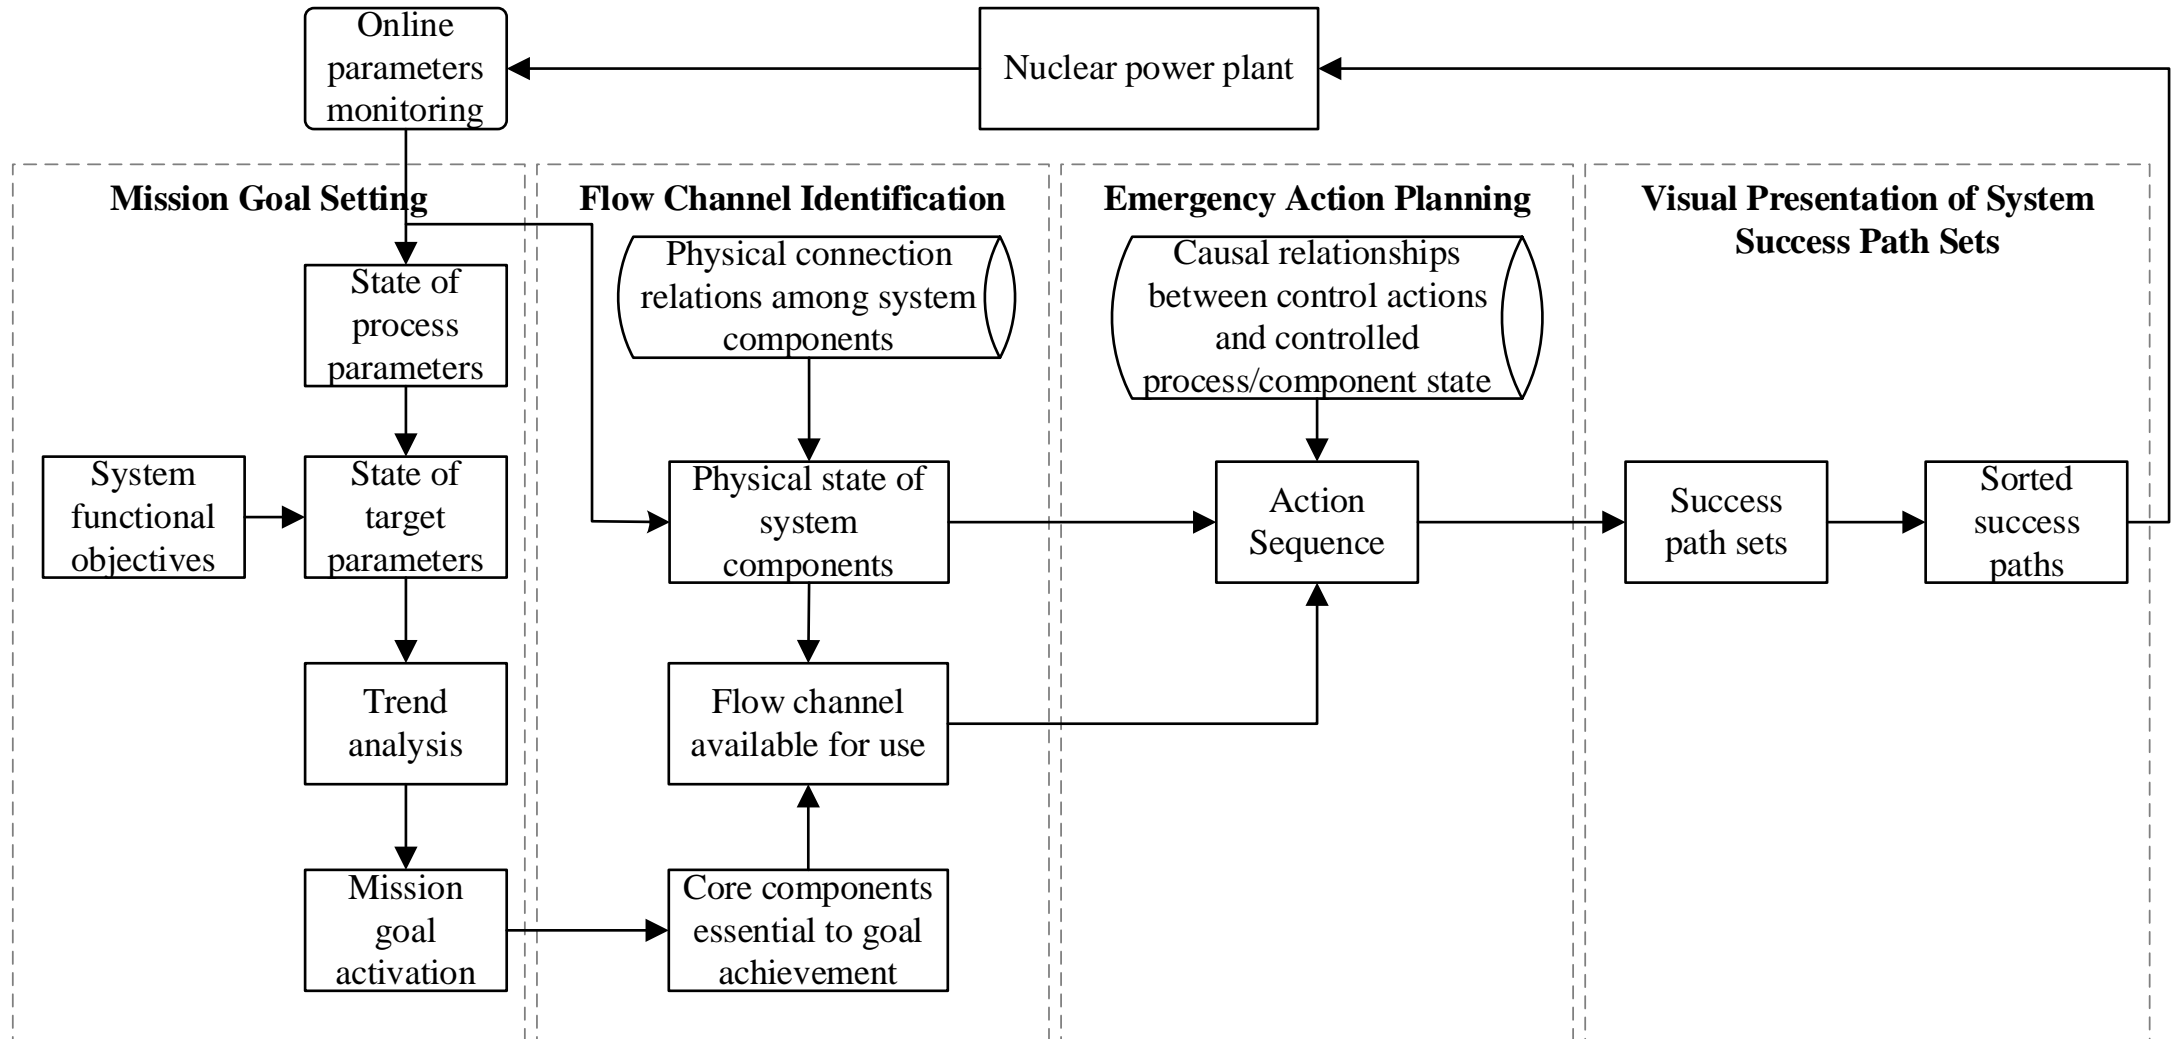 Online
parameters
monitoring
Nuclear power plant
Mission Goal Setting
State of
process
parameters
System
functional
objectives
State of
target
parameters
Trend
analysis
Mission
goal
activation
Flow Channel Identification
Physical connection
relations among system
components
Physical state of
system
components
Flow channel
available for use
Core components
essential to goal
achievement
Emergency Action Planning
Causal relationships
between control actions
and controlled
process/component state
Action
Sequence
Visual Presentation of System
Success Path Sets
Success
path sets
Sorted
success
paths